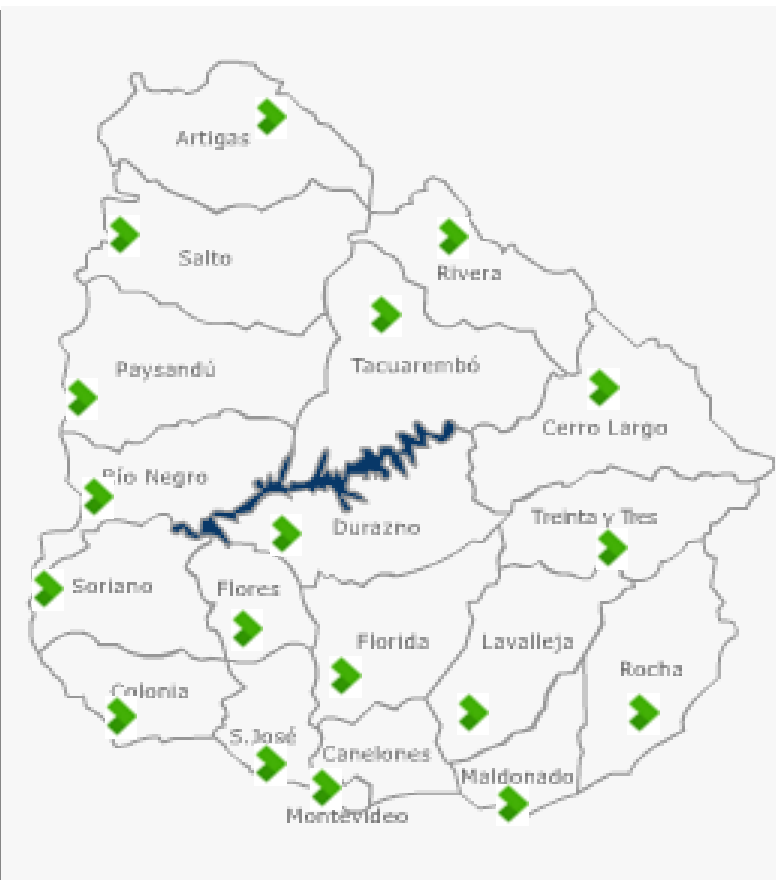 Artigas
Salto
Rivera
Paysandú
Tacuarembó
Cerro Largo
Río Negro
Durazno
Treinta y Tres
Soriano
Flores
Florida
Lavalleja
Rocha
Colonia
S.José
Canelones
Maldonado
Montevideo